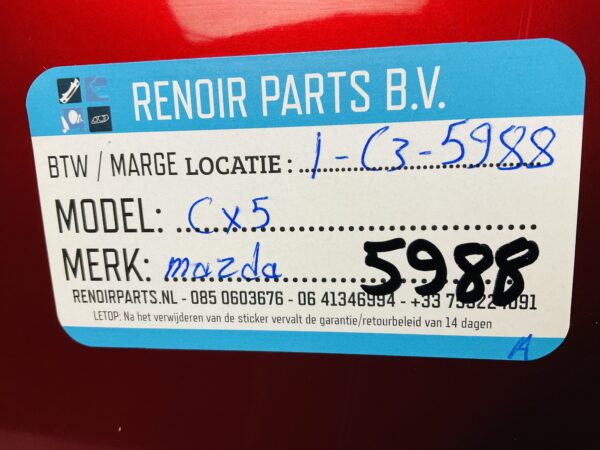 RENOIR PARTS B.V.
BTW / MARGE LOCATIE : 1-C3-5988
MODEL: Cx5
MERK: mazda 5988
RENOIRPARTS.NL - 085 0603676 - 06 41346994 -
LETOP: Na het verwijderen van de sticker vervalt de garantie/retourbeleid van 14 dagen
A